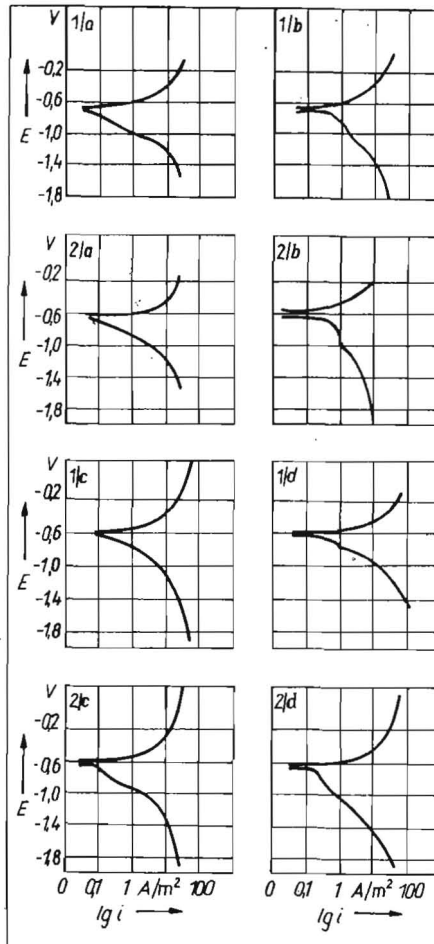 V 1/a 1/b
-0,2
-0,6
E -1,0
-1,4
-1,8
V 2/a 2/b
-0,2
-0,6
E -1,0
-1,4
-1,8
V 1/c 1/d
-0,2
-0,6
E -1,0
-1,4
-1,8
V 2/c 2/d
-0,2
-0,6
E -1,0
-1,4
-1,8
0 0,1 1 A/m² 100 0 0,1 1 A/m² 100
lg i lg i